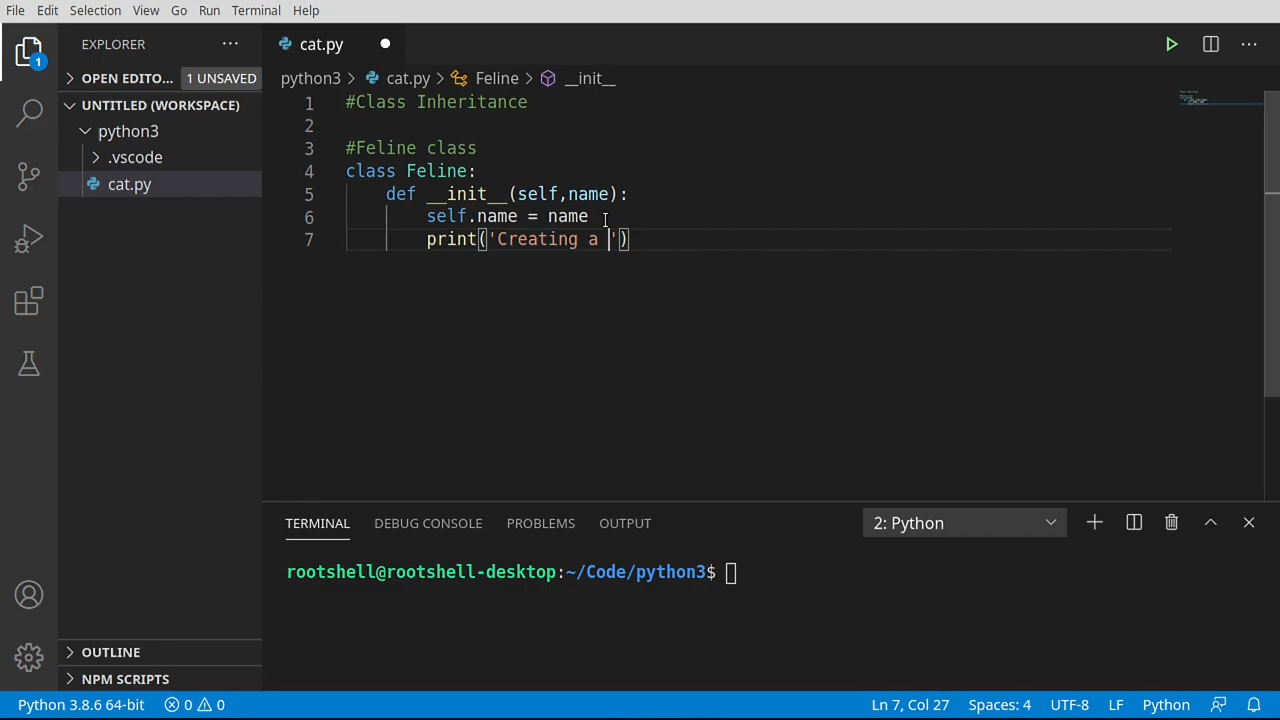 File Edit Selection View Go Run Terminal Help
EXPLORER ···
cat.py
1
OPEN EDITO... 1 UNSAVED
python3 > cat.py > Feline > __init__
UNTITLED (WORKSPACE)
python3
.vscode
cat.py
1 #Class Inheritance
2
3 #Feline class
4 class Feline:
5 def __init__(self,name):
6 self.name = name
7 print('Creating a ')
TERMINAL DEBUG CONSOLE PROBLEMS OUTPUT 2: Python
rootshell@rootshell-desktop:~/Code/python3$
OUTLINE
NPM SCRIPTS
Python 3.8.6 64-bit 0 0 Ln 7, Col 27 Spaces: 4 UTF-8 LF Python